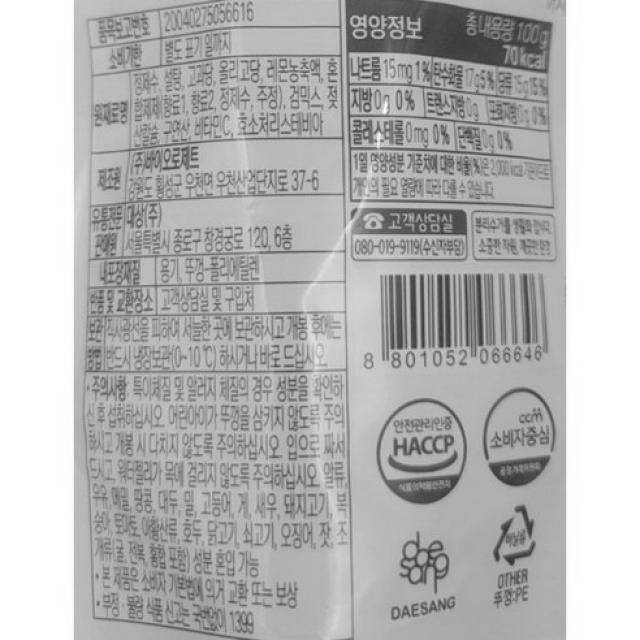 품목보고번호 20040275056616
소비기한 별도 표기 일까지
원재료명 정제수, 설탕, 고과당, 올리고당, 레몬농축액, 혼
합제제(향료1, 향료2, 정제수, 주정), 검믹스, 젖
산칼슘, 구연산, 비타민C, 효소처리스테비아
제조원 (주)바이오로제트
강원도 횡성군 우천면 우천산업단지로 37-6
유통전문 판매원 대상(주)
서울특별시 종로구 창경궁로 120, 6층
내포장재질 용기, 뚜껑-폴리에틸렌
반품 및 교환장소 고객상담실 및 구입처
보관 방법 직사광선을 피하여 서늘한 곳에 보관하시고 개봉 후에는
반드시 냉장보관(0~10℃) 하시거나 바로 드십시오
• 주의사항: 특이체질 및 알러지 체질의 경우 성분을 확인하
신 후 섭취하십시오. 어린이가 뚜껑을 삼키지 않도록 주의
하시고 개봉 시 다치지 않도록 주의하십시오. 입으로 짜서
드시고, 워터젤리가 목에 걸리지 않도록 주의하십시오. 알류,
우유, 메밀, 땅콩, 대두, 밀, 고등어, 게, 새우, 돼지고기, 복
숭아, 토마토, 아황산류, 호두, 닭고기, 쇠고기, 오징어, 잣, 조
개류(굴, 전복, 홍합 포함) 성분 혼입 가능
• 본 제품은 소비자 기본법에 의거 교환 또는 보상
• 부정·불량 식품 신고는 국번없이 1399
영양정보 총 내용량 100g
70 kcal
나트륨 15mg 1% 탄수화물 17g 5% 당류 15g 15%
지방 0g 0% 트랜스지방 0g 포화지방 0g 0%
콜레스테롤 0mg 0% 단백질 0g 0%
1일 영양성분 기준치에 대한 비율(%)은 2,000 kcal 기준이므로
개인의 필요 열량에 따라 다를 수 있습니다.
☎ 고객상담실
080-019-9119(수신자부담)
분리수거를 생활화 합시다.
소중한 자원, 깨끗한 환경
8 801052 066646
안전관리인증
HACCP
식품의약품안전처
ccm
소비자중심
공정거래위원회
daesang
DAESANG
비닐류
OTHER
뚜껑:PE